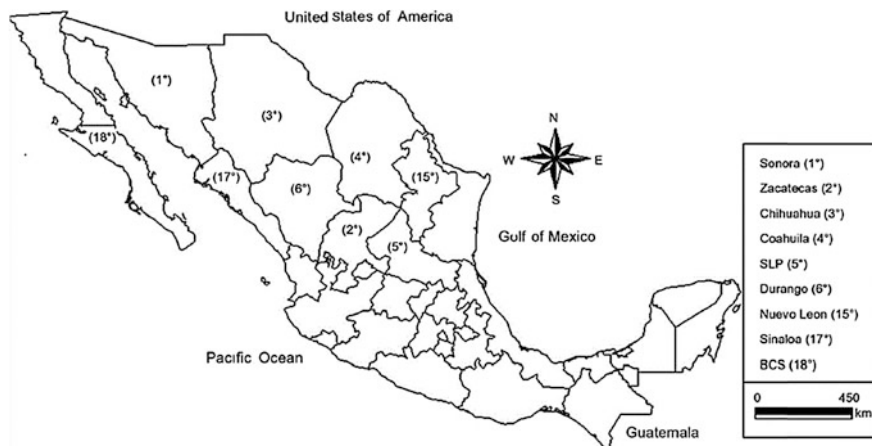 United States of America
(1°)
(3°)
(18°)
(17°)
(4°)
(15°)
(6°)
(2°)
(5°)
N
W
E
S
Gulf of Mexico
Pacific Ocean
Guatemala
Sonora (1°)
Zacatecas (2°)
Chihuahua (3°)
Coahuila (4°)
SLP (5°)
Durango (6°)
Nuevo Leon (15°)
Sinaloa (17°)
BCS (18°)
0 450
km